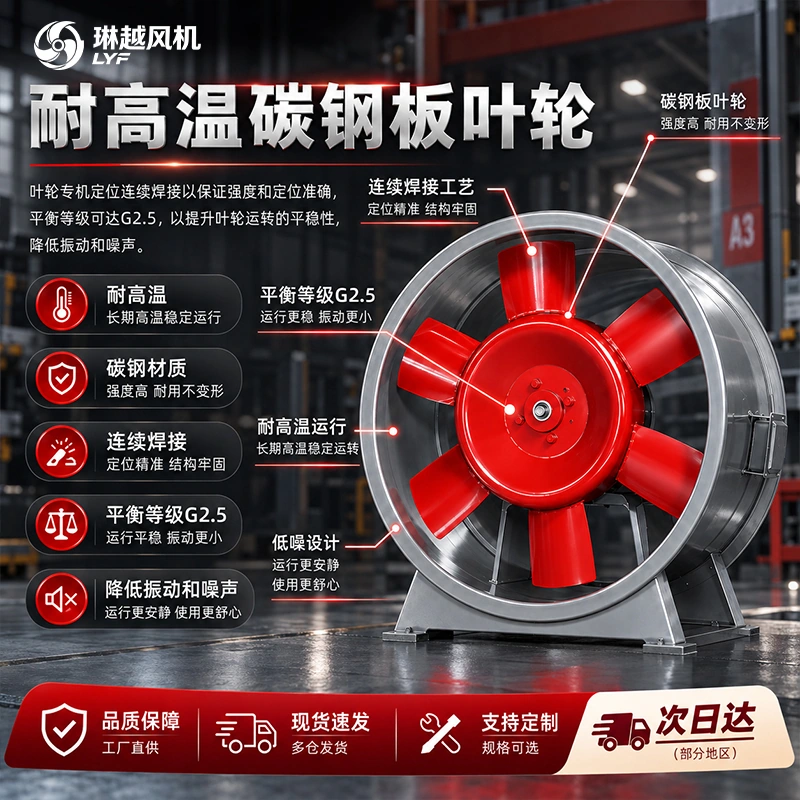 琳越风机
LYF
耐高温碳钢板叶轮
叶轮专机定位连续焊接以保证强度和定位准确，
平衡等级可达G2.5，以提升叶轮运转的平稳性，
降低振动和噪声。
碳钢板叶轮
强度高 耐用不变形
连续焊接工艺
定位精准 结构牢固
平衡等级G2.5
运行更稳 振动更小
耐高温运行
长期高温稳定运转
低噪设计
运行更安静
使用更舒心
A3
耐高温
长期高温稳定运行
碳钢材质
强度高 耐用不变形
连续焊接
定位精准 结构牢固
平衡等级G2.5
运行平稳 振动更小
降低振动和噪声
运行更安静 使用更舒心
品质保障
工厂直供
现货速发
多仓发货
支持定制
规格可选
次日达
(部分地区)